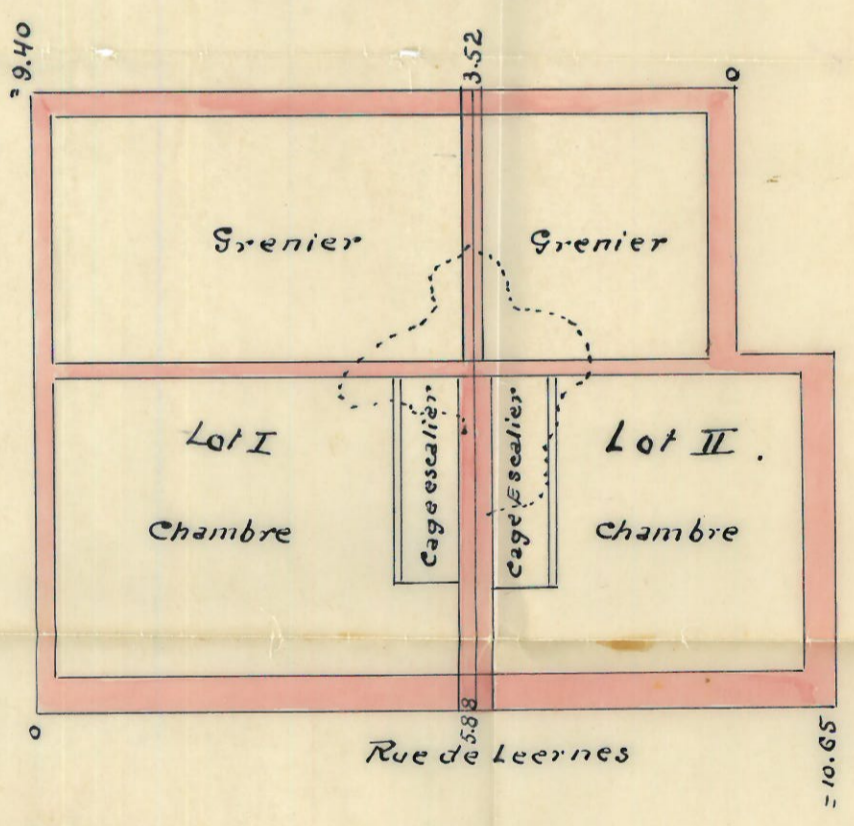 = 9.40
3.52
0
Grenier
Grenier
Lot I
Lot II.
Cage escalier
Cage Escalier
Chambre
Chambre
0
5.88
= 10.65
Rue de Leernes